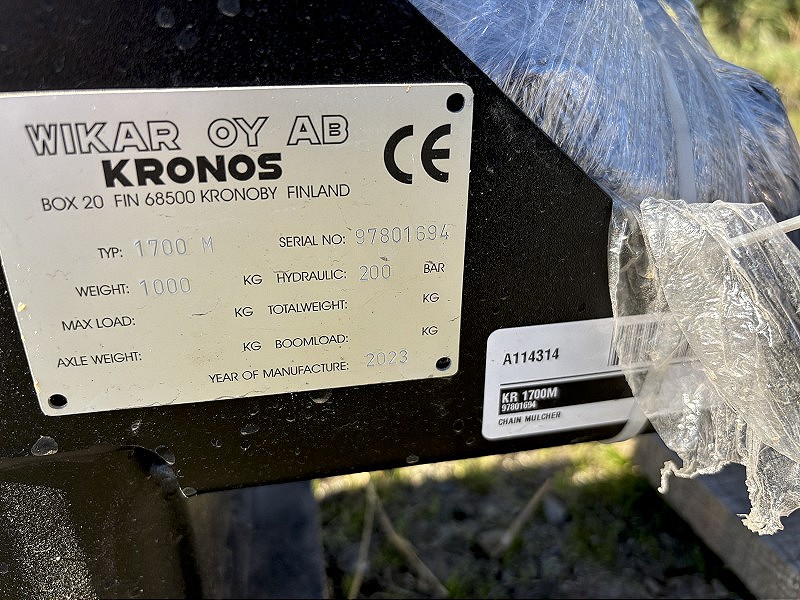 WIKAR OY AB
KRONOS
CE
BOX 20 FIN 68500 KRONOBY FINLAND
TYP: 1700 M SERIAL NO: 97801694
WEIGHT: 1000 KG HYDRAULIC: 200 BAR
MAX LOAD: KG TOTALWEIGHT: KG
AXLE WEIGHT: KG BOOMLOAD: KG
YEAR OF MANUFACTURE: 2023
A114314
KR 1700M
97801694
CHAIN MULCHER